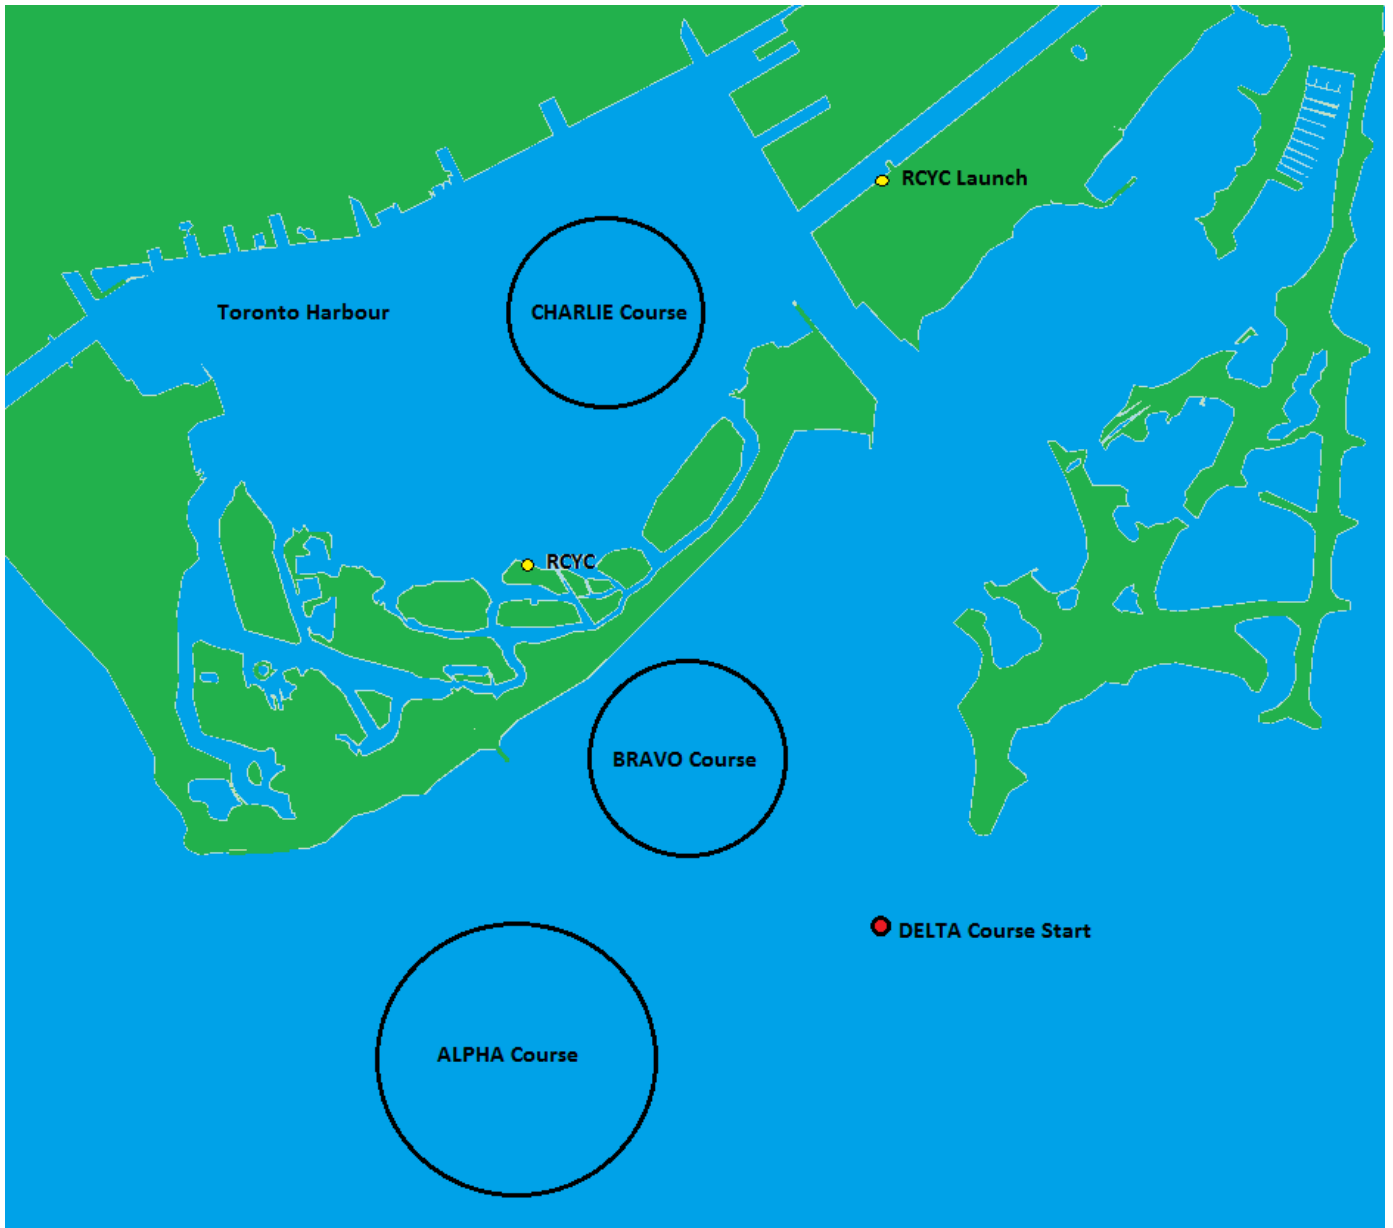 RCYC Launch
Toronto Harbour
CHARLIE Course
RCYC
BRAVO Course
DELTA Course Start
ALPHA Course